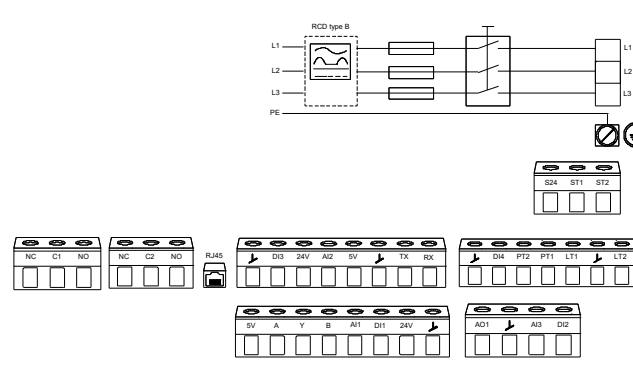 RCD type B
L1 L1
L2 L2
L3 L3
PE
S24 ST1 ST2
NC C1 NO NC C2 NO RJ45 DI3 24V AI2 5V TX RX DI4 PT2 PT1 LT1 LT2
5V A Y B AI1 DI1 24V AO1 AI3 DI2